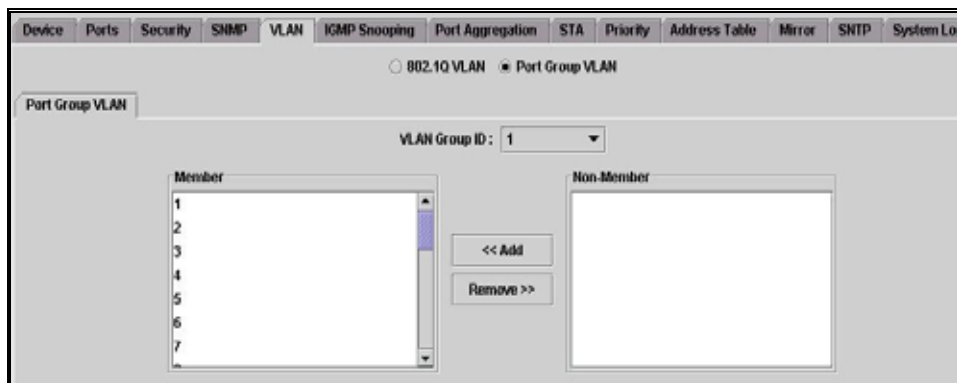 Device Ports Security SNMP VLAN IGMP Snooping Port Aggregation STA Priority Address Table Mirror SNTP System Lo
802.1Q VLAN Port Group VLAN
Port Group VLAN
VLAN Group ID : 1
Member Non-Member
1
2
3
<< Add
4
Remove >>
5
6
7